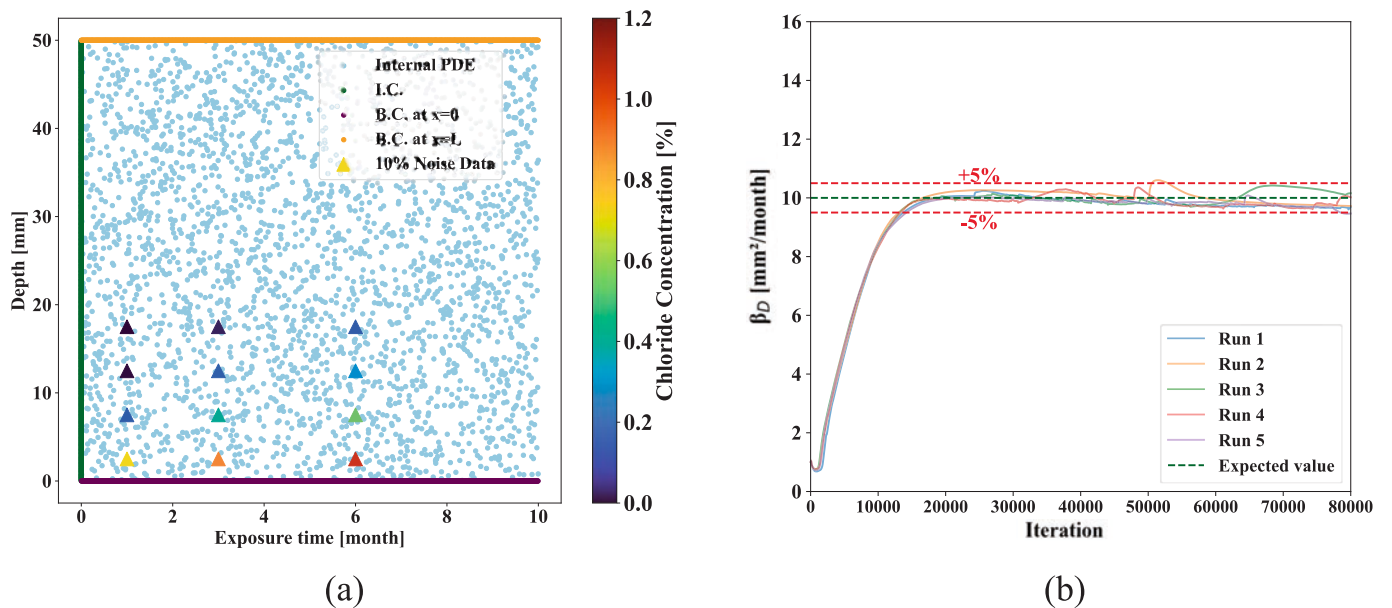 50
40
30
20
10
0
Depth [mm]
0
2
4
6
8
10
Exposure time [month]
Internal PDE
I.C.
B.C. at x=0
B.C. at x=L
10% Noise Data
1.2
1.0
0.8
0.6
0.4
0.2
0.0
Chloride Concentration [%]
(a)
16
14
12
10
8
6
4
2
0
β_D [mm²/month]
+5%
-5%
Run 1
Run 2
Run 3
Run 4
Run 5
Expected value
0
10000
20000
30000
40000
50000
60000
70000
80000
Iteration
(b)